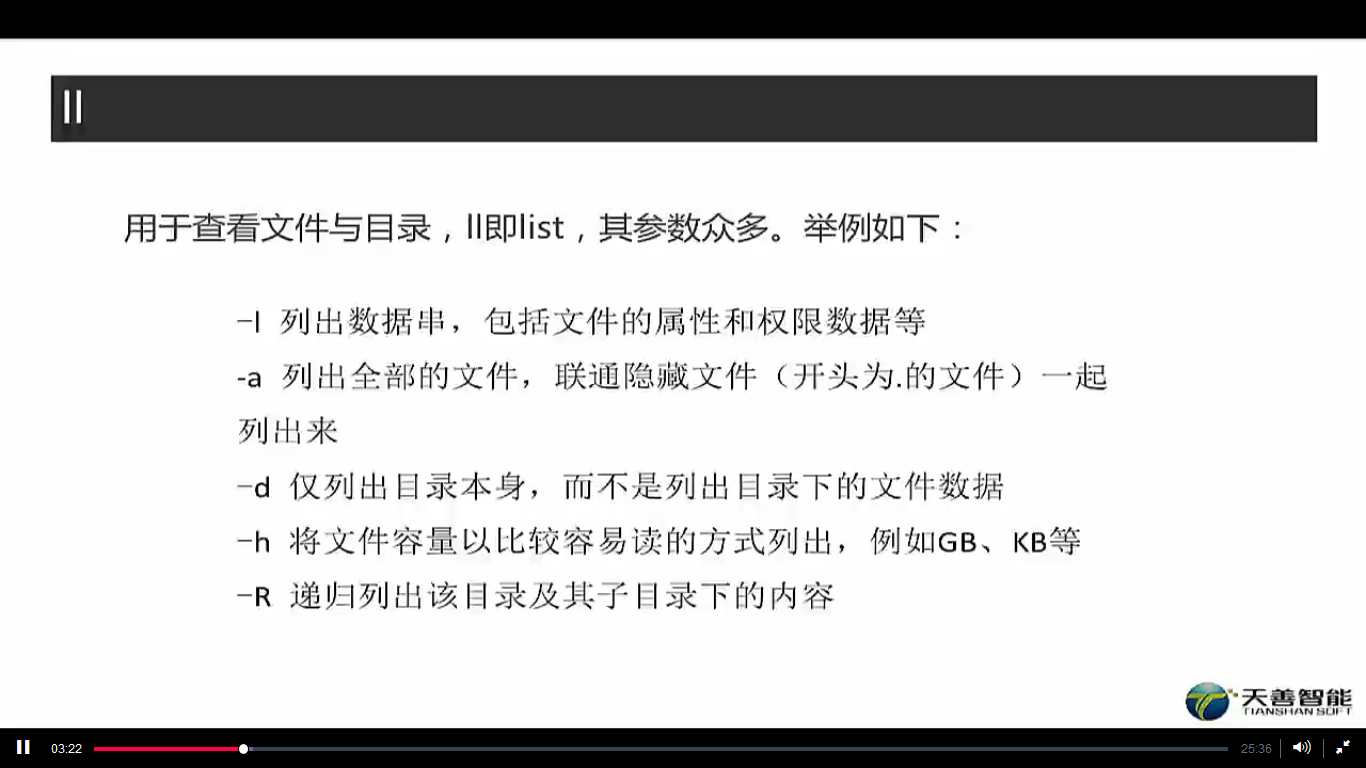 ll
用于查看文件与目录，ll即list，其参数众多。举例如下：
–l 列出数据串，包括文件的属性和权限数据等
-a 列出全部的文件，联通隐藏文件（开头为.的文件）一起
列出来
–d 仅列出目录本身，而不是列出目录下的文件数据
–h 将文件容量以比较容易读的方式列出，例如GB、KB等
–R 递归列出该目录及其子目录下的内容
天善智能
TIANSHAN SOFT
03:22
25:36